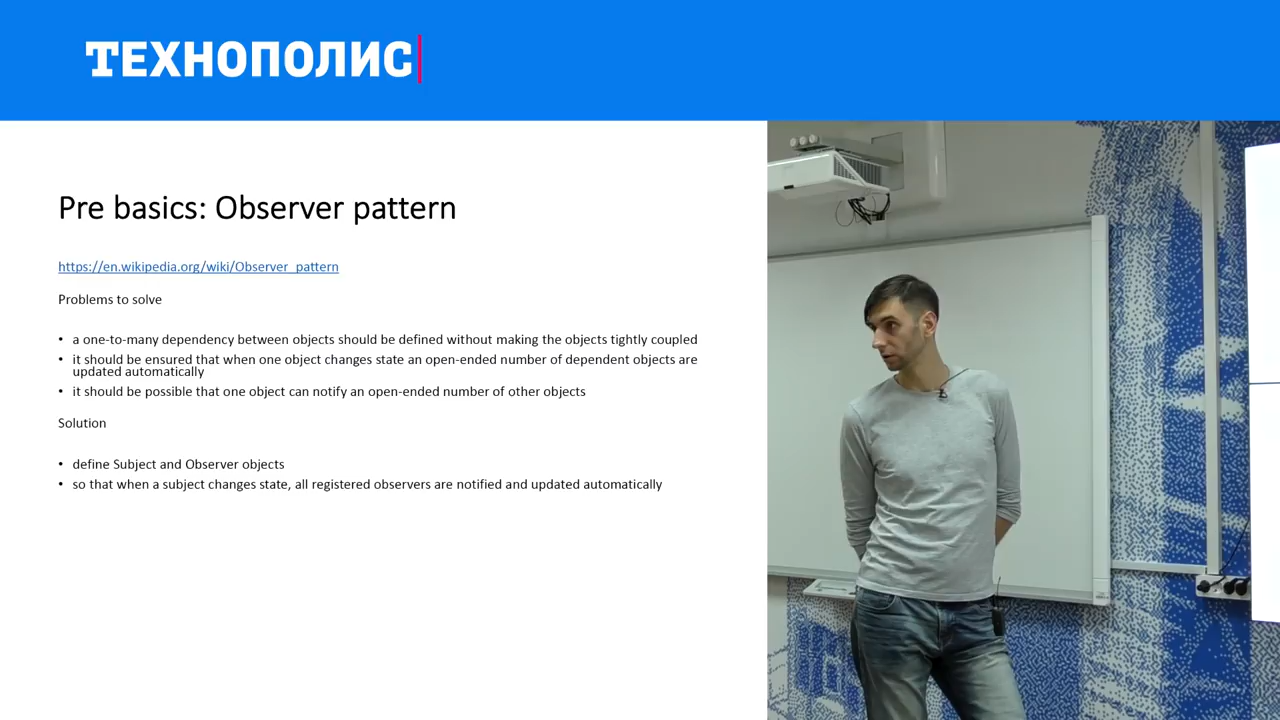 ТЕХНОПОЛИС
Pre basics: Observer pattern
https://en.wikipedia.org/wiki/Observer_pattern
Problems to solve
• a one-to-many dependency between objects should be defined without making the objects tightly coupled
• it should be ensured that when one object changes state an open-ended number of dependent objects are
updated automatically
• it should be possible that one object can notify an open-ended number of other objects
Solution
• define Subject and Observer objects
• so that when a subject changes state, all registered observers are notified and updated automatically